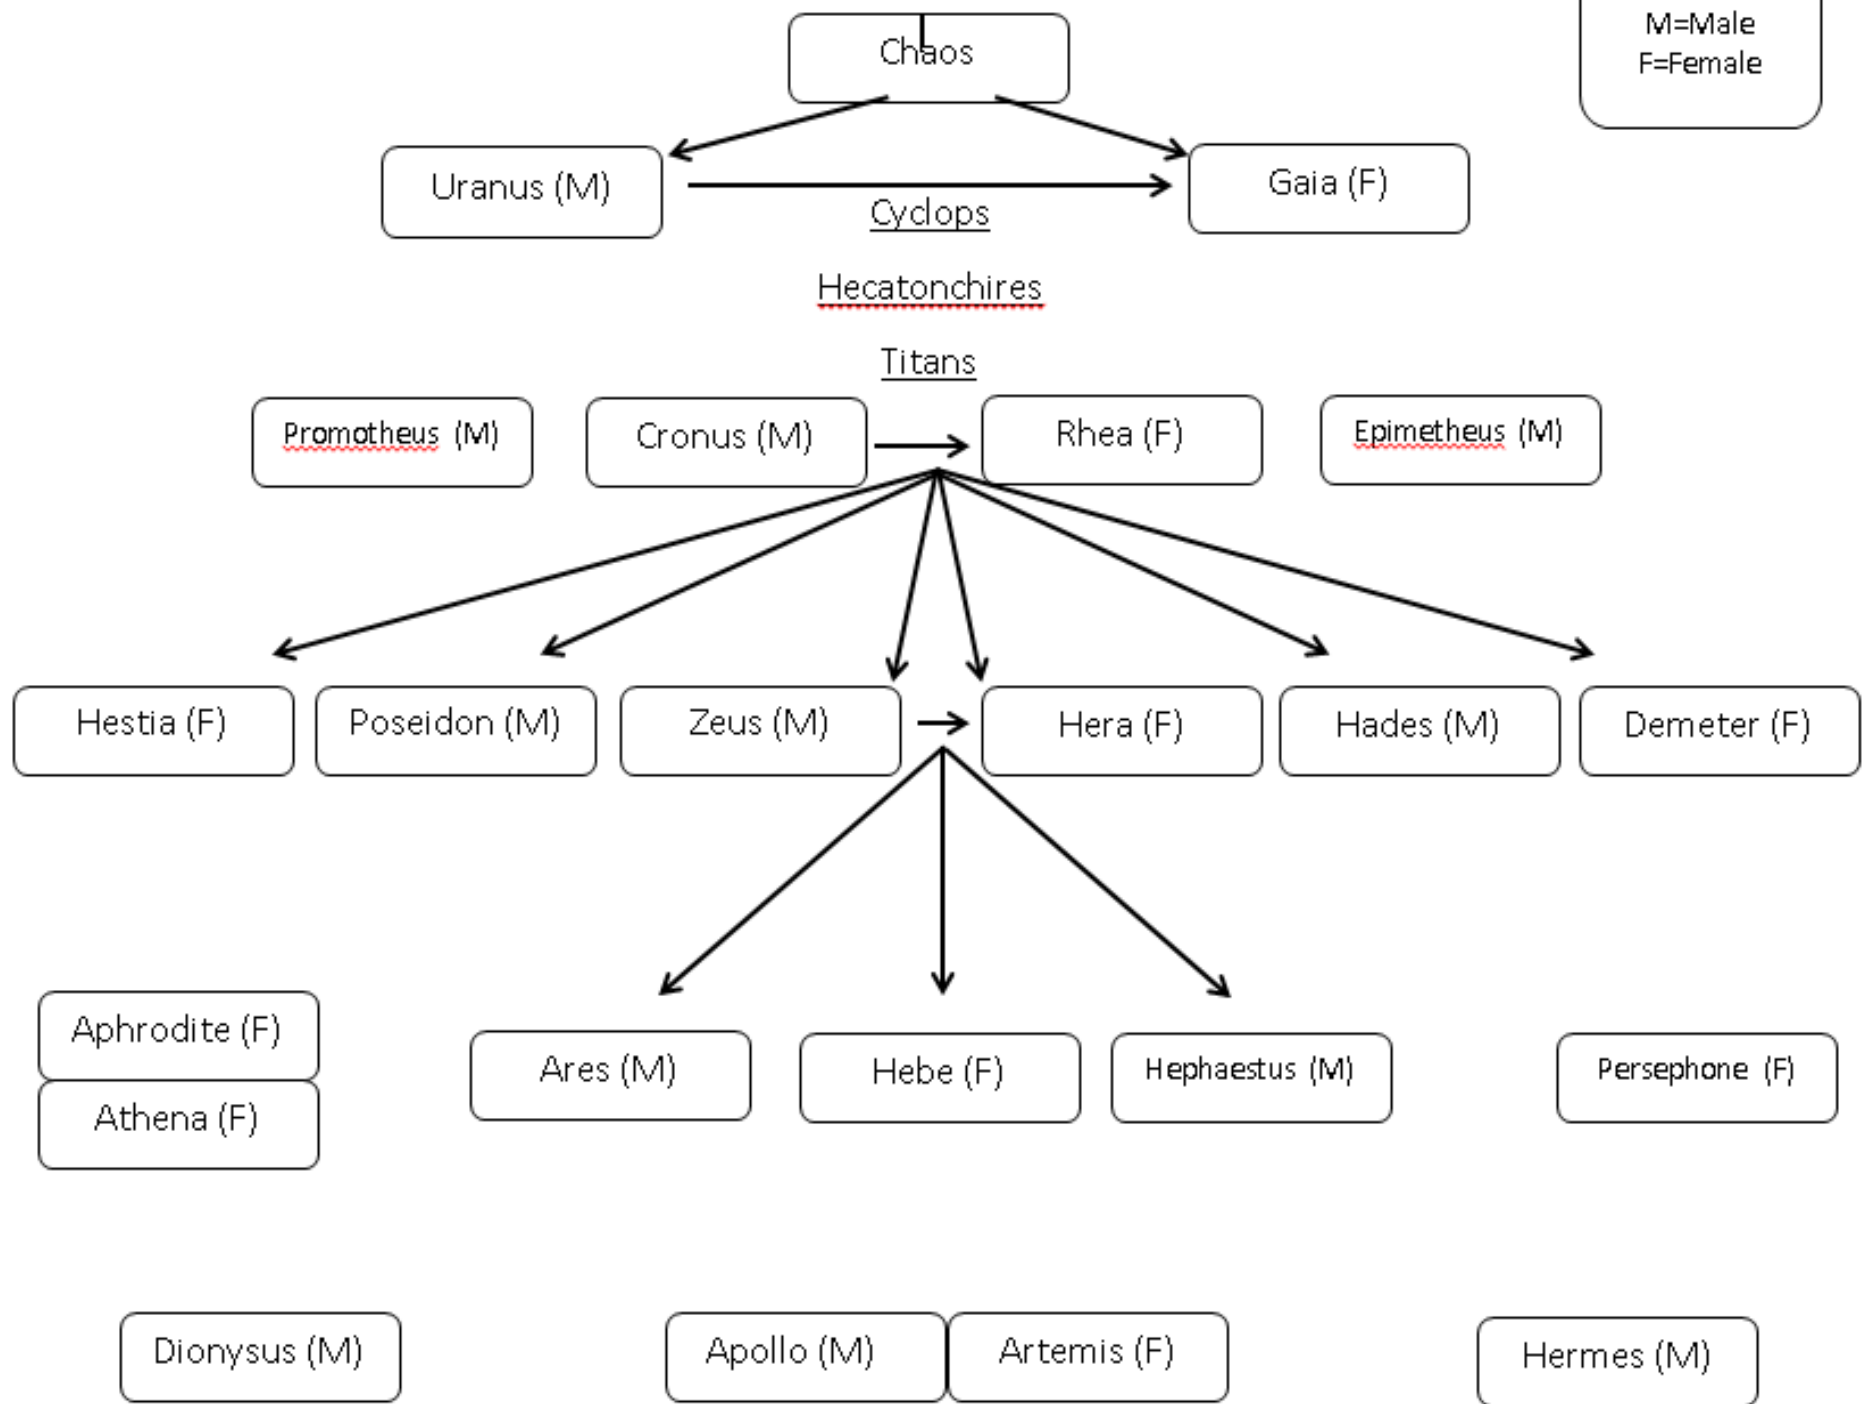 M=Male
F=Female
Chaos
Uranus (M)
Gaia (F)
Cyclops
Hecatonchires
Titans
Promotheus (M)
Cronus (M)
Rhea (F)
Epimetheus (M)
Hestia (F)
Poseidon (M)
Zeus (M)
Hera (F)
Hades (M)
Demeter (F)
Aphrodite (F)
Athena (F)
Ares (M)
Hebe (F)
Hephaestus (M)
Persephone (F)
Dionysus (M)
Apollo (M)
Artemis (F)
Hermes (M)